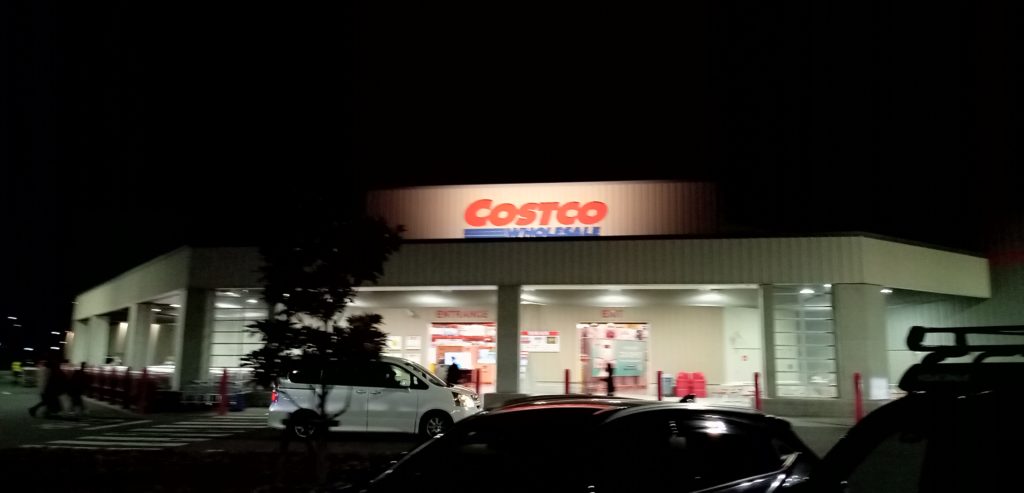 COSTCO
WHOLESALE
ENTRANCE
EXIT